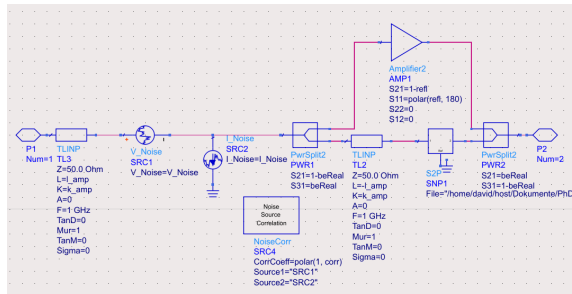 Amplifier2
AMP1
S21=1-refl
S11=polar(refl, 180)
S22=0
S12=0
P1
Num=1
TLINP
TL3
Z=50.0 Ohm
L=l_amp
K=k_amp
A=0
F=1 GHz
TanD=0
Mur=1
TanM=0
Sigma=0
V_Noise
SRC1
V_Noise=V_Noise
I_Noise
SRC2
I_Noise=I_Noise
PwrSplit2
PWR1
S21=1-beReal
S31=beReal
TLINP
TL2
Z=50.0 Ohm
L=-l_amp
K=k_amp
A=0
F=1 GHz
TanD=0
Mur=1
TanM=0
Sigma=0
Ref
S2P
SNP1
File="/home/david/host/Dokumente/PhD
PwrSplit2
PWR2
S21=1-beReal
S31=beReal
P2
Num=2
Noise
Source
Correlation
NoiseCorr
SRC4
CorrCoeff=polar(1, corr)
Source1="SRC1"
Source2="SRC2"